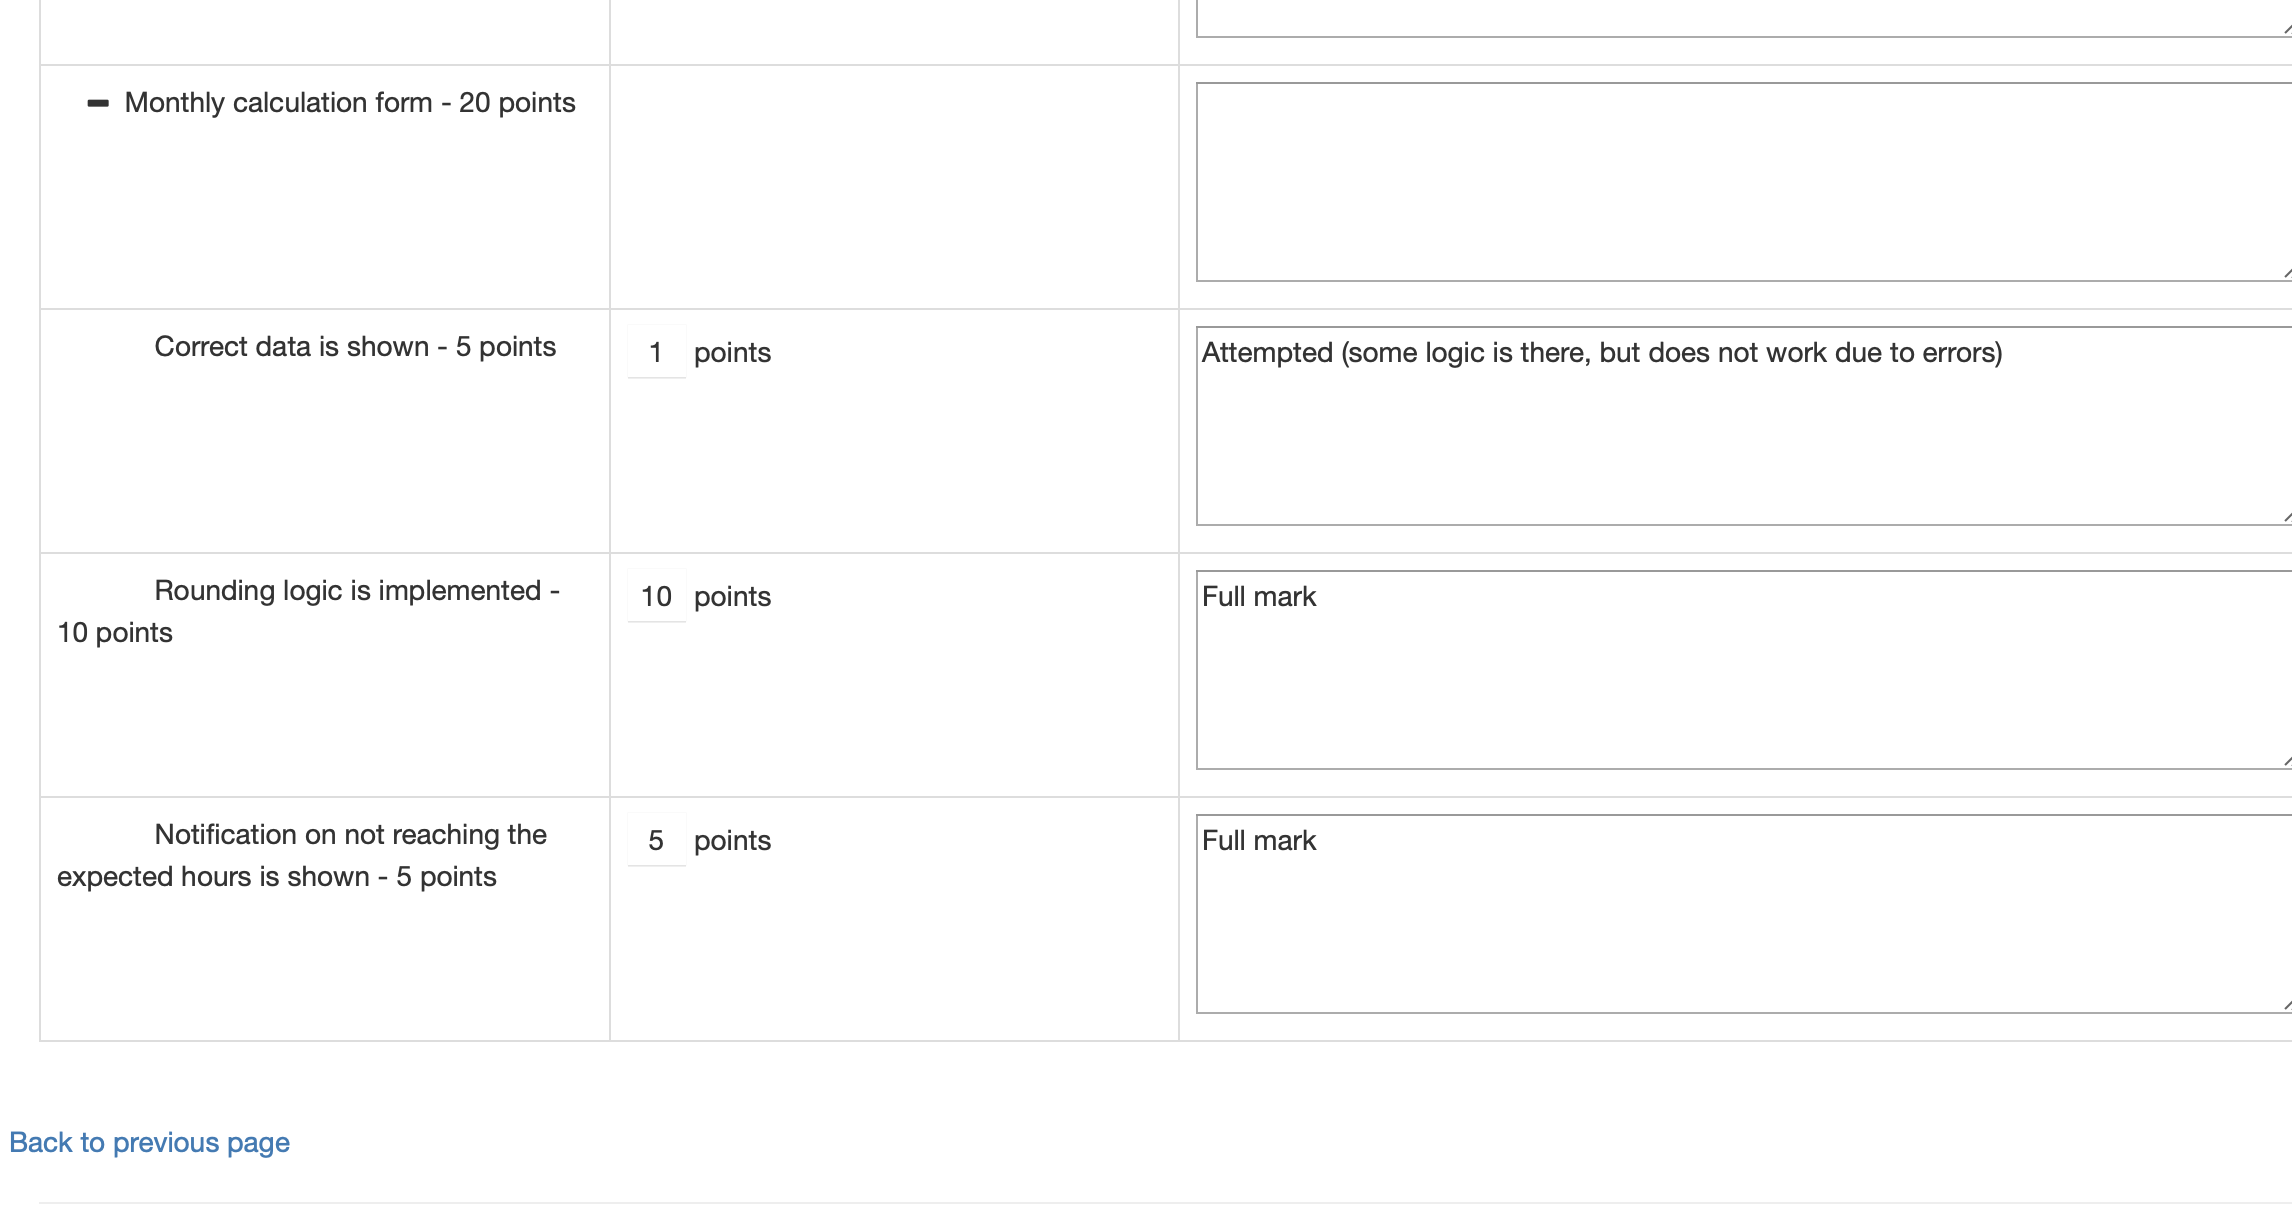 Monthly calculation form - 20 points
Correct data is shown - 5 points
1 points
Attempted (some logic is there, but does not work due to errors)
Rounding logic is implemented -
10 points
10 points
Full mark
Notification on not reaching the
expected hours is shown - 5 points
5 points
Full mark
Back to previous page